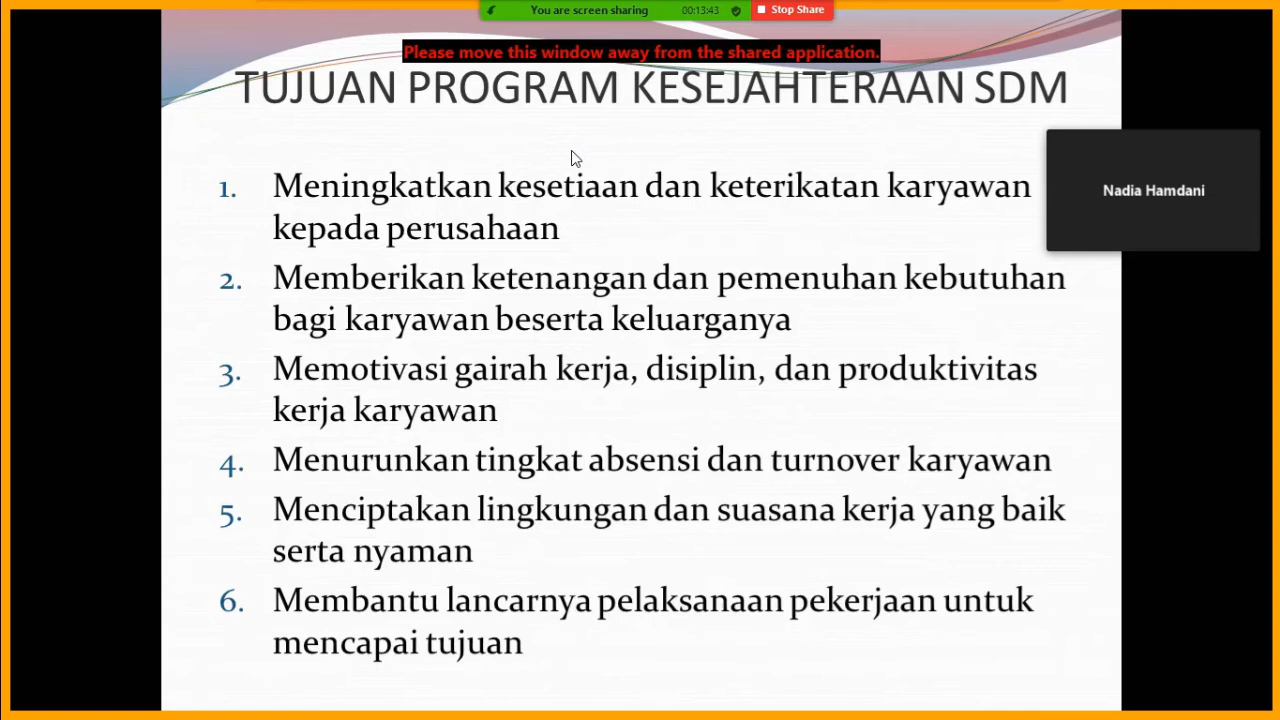 You are screen sharing 00:13:43 Stop Share
Please move this window away from the shared application.
TUJUAN PROGRAM KESEJAHTERAAN SDM
Nadia Hamdani
1. Meningkatkan kesetiaan dan keterikatan karyawan
kepada perusahaan
2. Memberikan ketenangan dan pemenuhan kebutuhan
bagi karyawan beserta keluarganya
3. Memotivasi gairah kerja, disiplin, dan produktivitas
kerja karyawan
4. Menurunkan tingkat absensi dan turnover karyawan
5. Menciptakan lingkungan dan suasana kerja yang baik
serta nyaman
6. Membantu lancarnya pelaksanaan pekerjaan untuk
mencapai tujuan